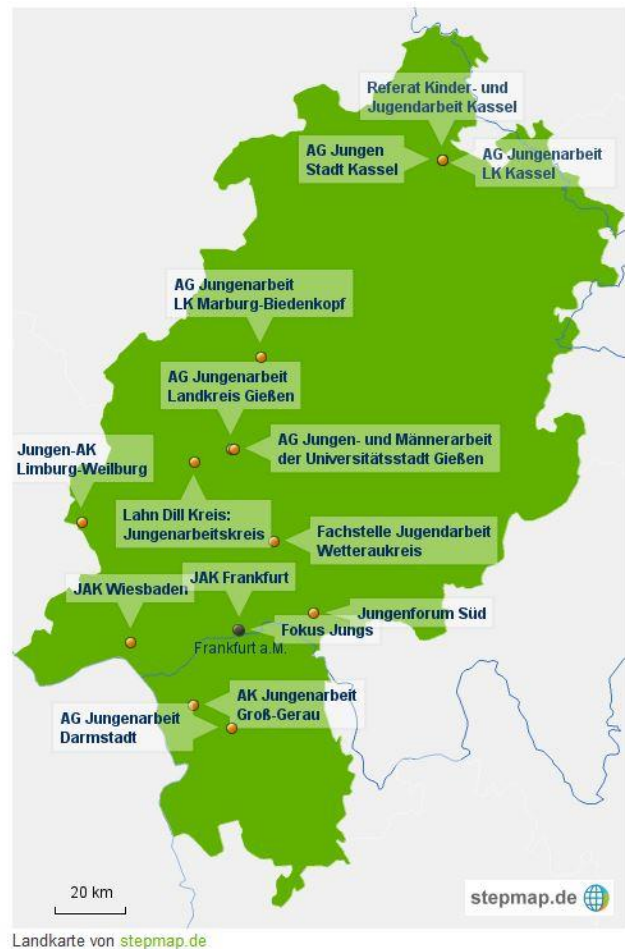 Referat Kinder- und
Jugendarbeit Kassel
AG Jungen
Stadt Kassel
AG Jungenarbeit
LK Kassel
AG Jungenarbeit
LK Marburg-Biedenkopf
AG Jungenarbeit
Landkreis Gießen
AG Jungen- und Männerarbeit
der Universitätsstadt Gießen
Jungen-AK
Limburg-Weilburg
Lahn Dill Kreis:
Jungenarbeitskreis
Fachstelle Jugendarbeit
Wetteraukreis
JAK Frankfurt
JAK Wiesbaden
Jungenforum Süd
Fokus Jungs
Frankfurt a.M.
AK Jungenarbeit
Groß-Gerau
AG Jungenarbeit
Darmstadt
20 km
stepmap.de
Landkarte von stepmap.de